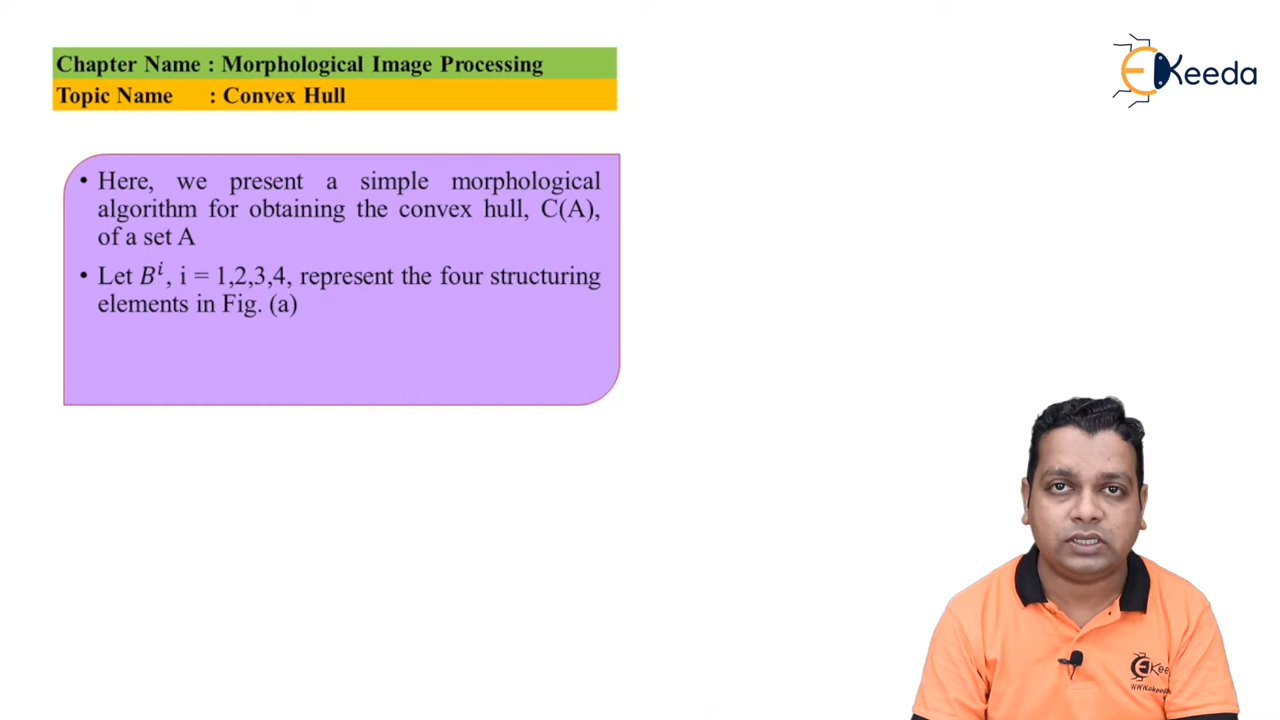 Chapter Name : Morphological Image Processing
Topic Name : Convex Hull
Keeda
• Here, we present a simple morphological
algorithm for obtaining the convex hull, C(A),
of a set A
• Let Bⁱ, i = 1,2,3,4, represent the four structuring
elements in Fig. (a)